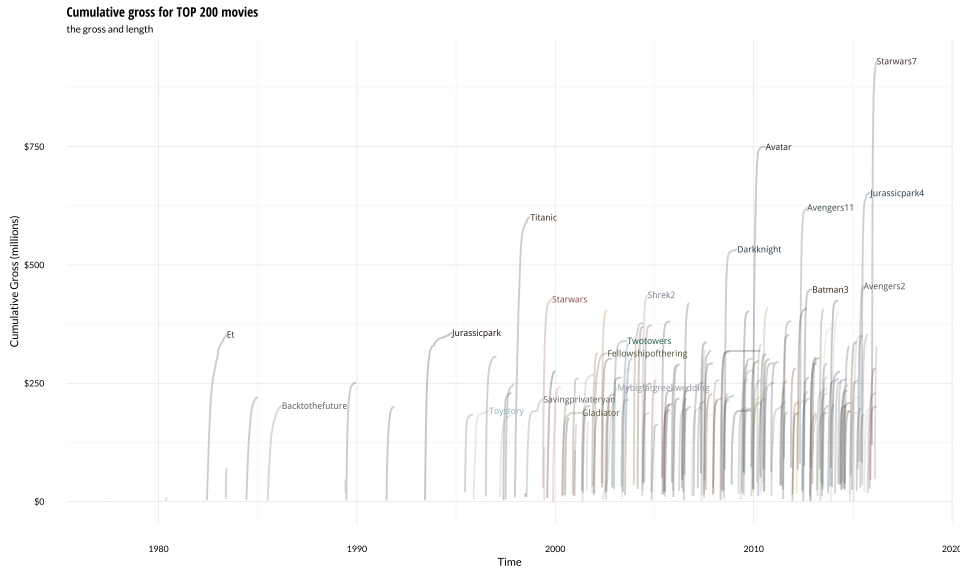 Cumulative gross for TOP 200 movies
the gross and length
Starwars7
$750
Avatar
Jurassicpark4
Avengers11
Titanic
Cumulative Gross (millions)
$500
Darkknight
Batman3
Avengers2
Starwars
Shrek2
Et
Jurassicpark
Twotowers
Fellowshipofthering
$250
Mybigfatgreekwedding
Backtothefuture
Toystory
Savingprivateryan
Gladiator
$0
1980
1990
2000
2010
2020
Time